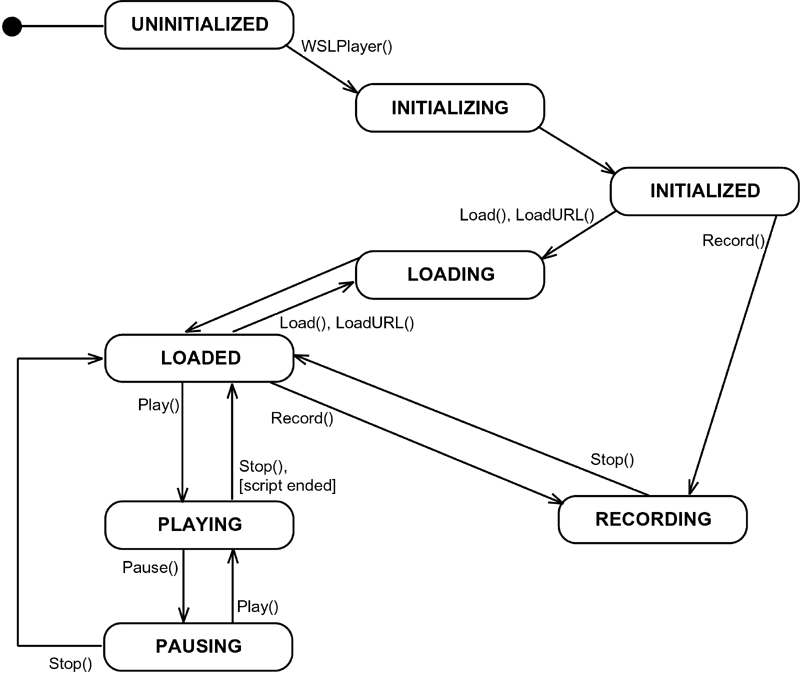 UNINITIALIZED
WSLPlayer()
INITIALIZING
INITIALIZED
Load(), LoadURL()
Record()
LOADING
Load(), LoadURL()
LOADED
Play()
Record()
Stop()
Stop(),
[script ended]
PLAYING
RECORDING
Pause()
Play()
PAUSING
Stop()